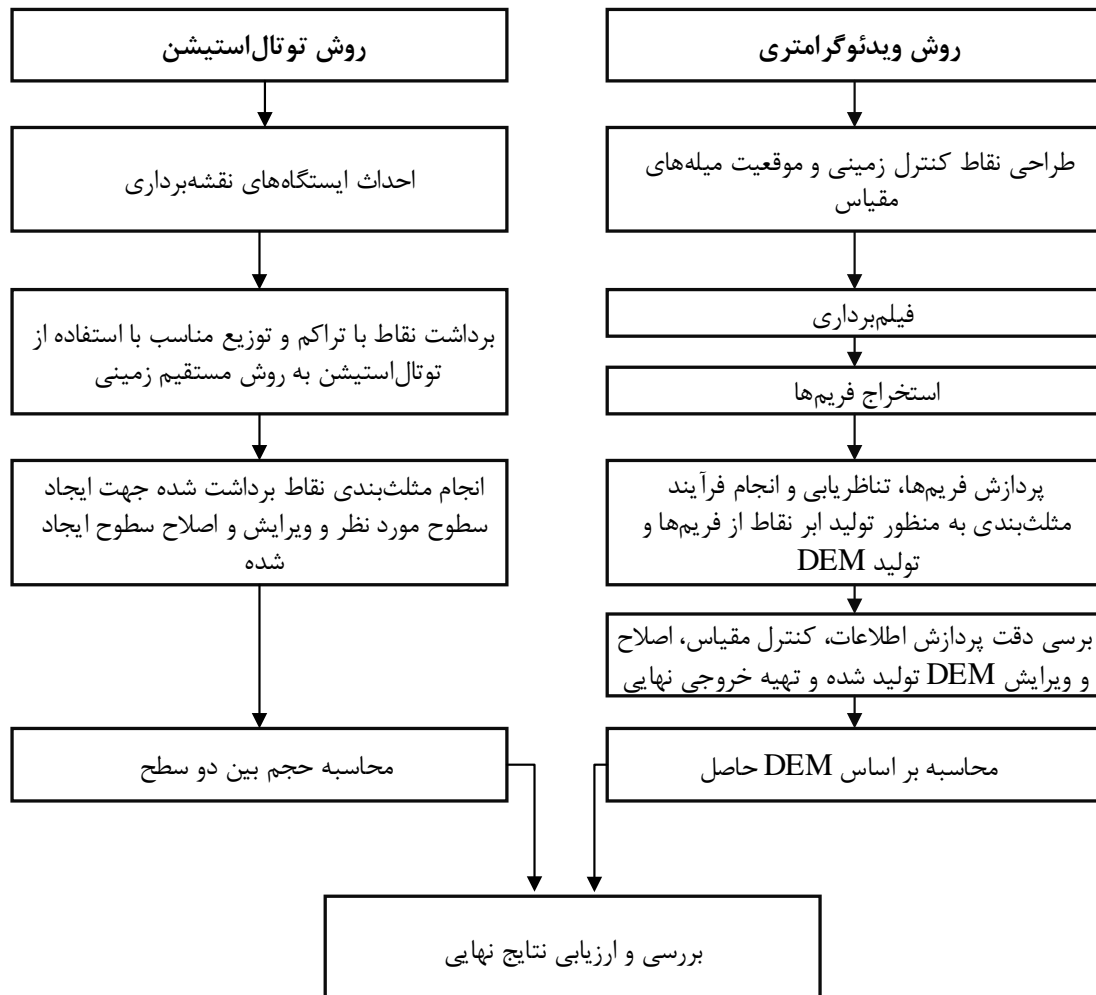 روش ویدئوگرامتری
طراحی نقاط کنترل زمینی و موقعیت میله‌های
مقیاس
فیلم‌برداری
استخراج فریم‌ها
پردازش فریم‌ها، تناظریابی و انجام فرآیند
مثلث‌بندی به منظور تولید ابر نقاط از فریم‌ها و
تولید DEM
برسی دقت پردازش اطلاعات، کنترل مقیاس، اصلاح
و ویرایش DEM تولید شده و تهیه خروجی نهایی
محاسبه بر اساس DEM حاصل
روش توتال‌استیشن
احداث ایستگاه‌های نقشه‌برداری
برداشت نقاط با تراکم و توزیع مناسب با استفاده از
توتال‌استیشن به روش مستقیم زمینی
انجام مثلث‌بندی نقاط برداشت شده جهت ایجاد
سطوح مورد نظر و ویرایش و اصلاح سطوح ایجاد
شده
محاسبه حجم بین دو سطح
بررسی و ارزیابی نتایج نهایی